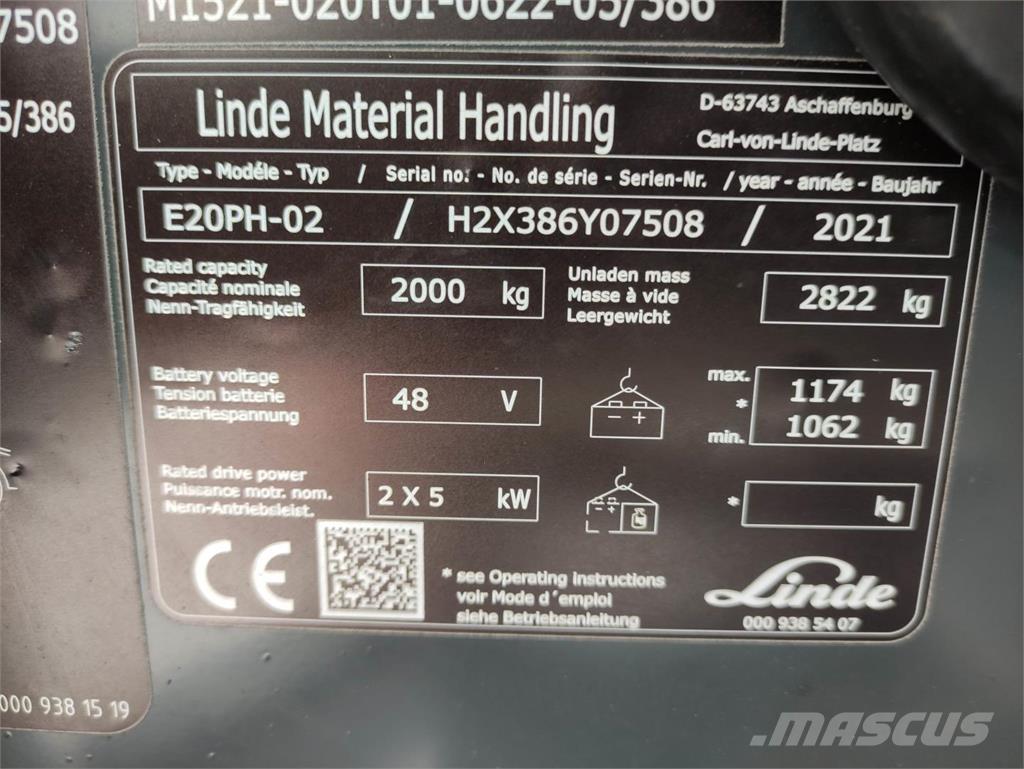 7508
M1521-020T01-0622-05/386
5/386
Linde Material Handling
D-63743 Aschaffenburg
Carl-von-Linde-Platz
Type - Modéle - Typ / Serial no. - No. de série - Serien-Nr. / year - année - Baujahr
E20PH-02 / H2X386Y07508 / 2021
Rated capacity
Capacité nominale
Nenn-Tragfähigkeit
2000 kg
Unladen mass
Masse à vide
Leergewicht
2822 kg
Battery voltage
Tension batterie
Batteriespannung
48 V
- +
max. 1174 kg
*
min. 1062 kg
Rated drive power
Puissance motr. nom.
Nenn-Antriebsleist.
2 X 5 kW
- +
kg
* kg
CE
* see Operating instructions
voir Mode d'emploi
siehe Betriebsanleitung
Linde
000 938 54 07
000 938 15 19
MASCUS